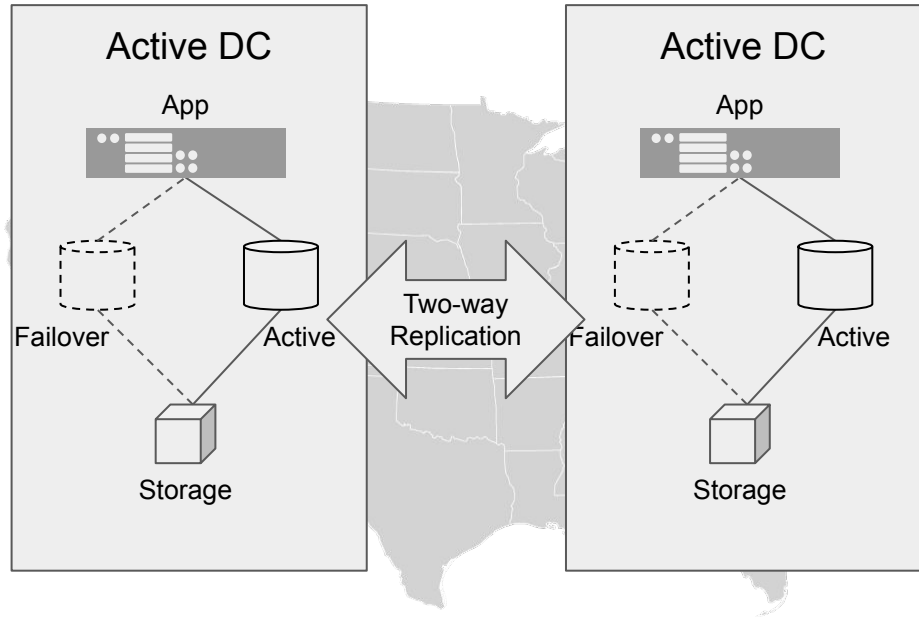 Active DC
App
Failover
Active
Storage
Two-way
Replication
Active DC
App
Failover
Active
Storage